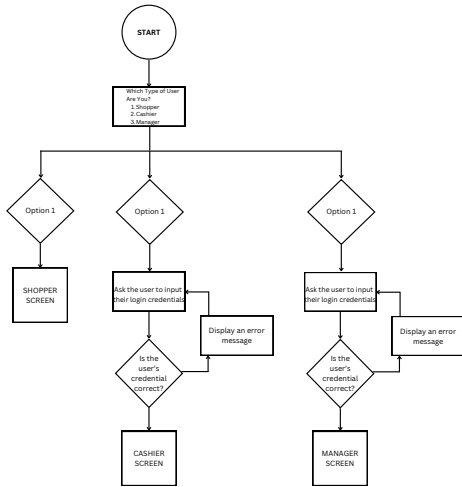 START
Which Type of User
Are You?
1.Shopper
2.Cashier
3.Manager
Option 1
Option 1
Option 1
SHOPPER
SCREEN
Ask the user to input
their login credentials
Display an error
message
Is the
user's
credential
correct?
CASHIER
SCREEN
Ask the user to input
their login credentials
Display an error
message
Is the
user's
credential
correct?
MANAGER
SCREEN